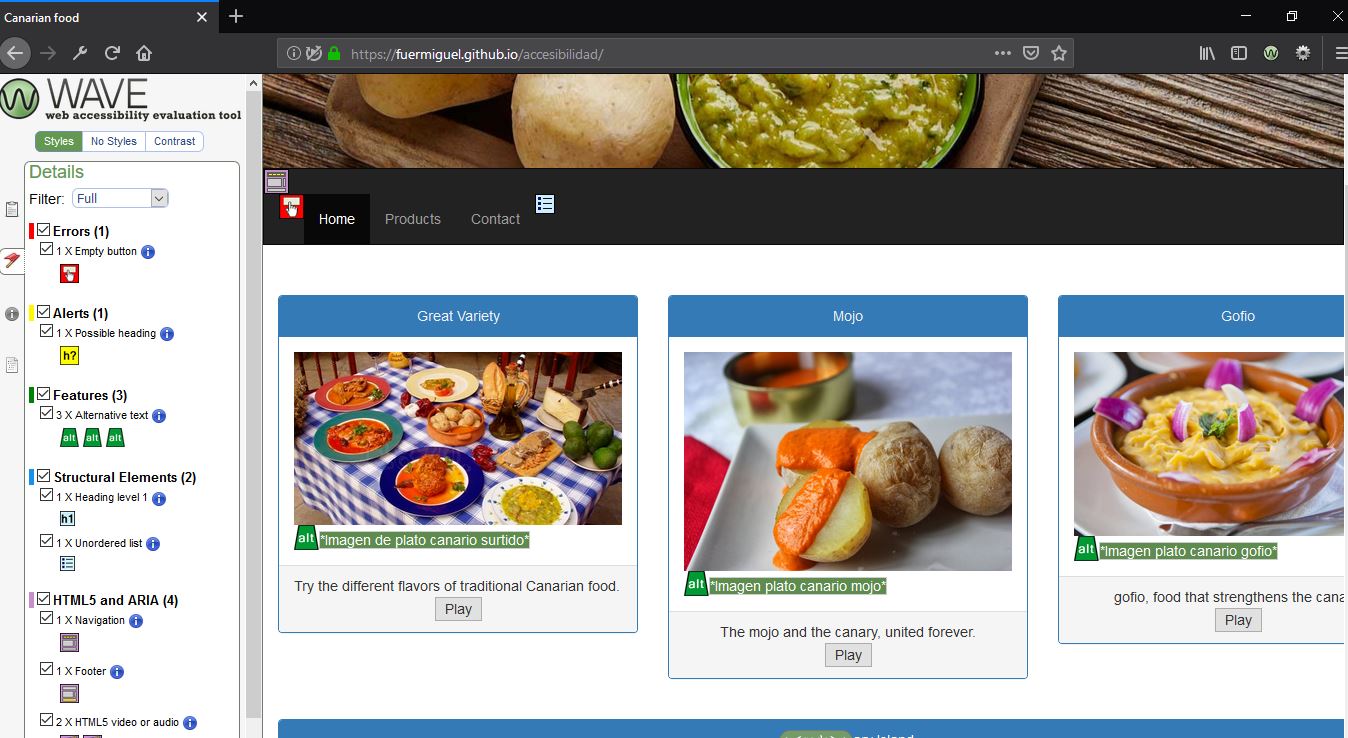 Canarian food
https://fuermiguel.github.io/accesibilidad/
WAVE
web accessibility evaluation tool
Styles No Styles Contrast
Details
Filter: Full
Errors (1)
1 X Empty button
Alerts (1)
1 X Possible heading
h?
Features (3)
3 X Alternative text
alt alt alt
Structural Elements (2)
1 X Heading level 1
h1
1 X Unordered list
HTML5 and ARIA (4)
1 X Navigation
1 X Footer
2 X HTML5 video or audio
Home Products Contact
Great Variety
alt *Imagen de plato canario surtido*
Try the different flavors of traditional Canarian food.
Play
Mojo
alt *Imagen plato canario mojo*
The mojo and the canary, united forever.
Play
Gofio
alt *Imagen plato canario gofio*
gofio, food that strengthens the cana
Play